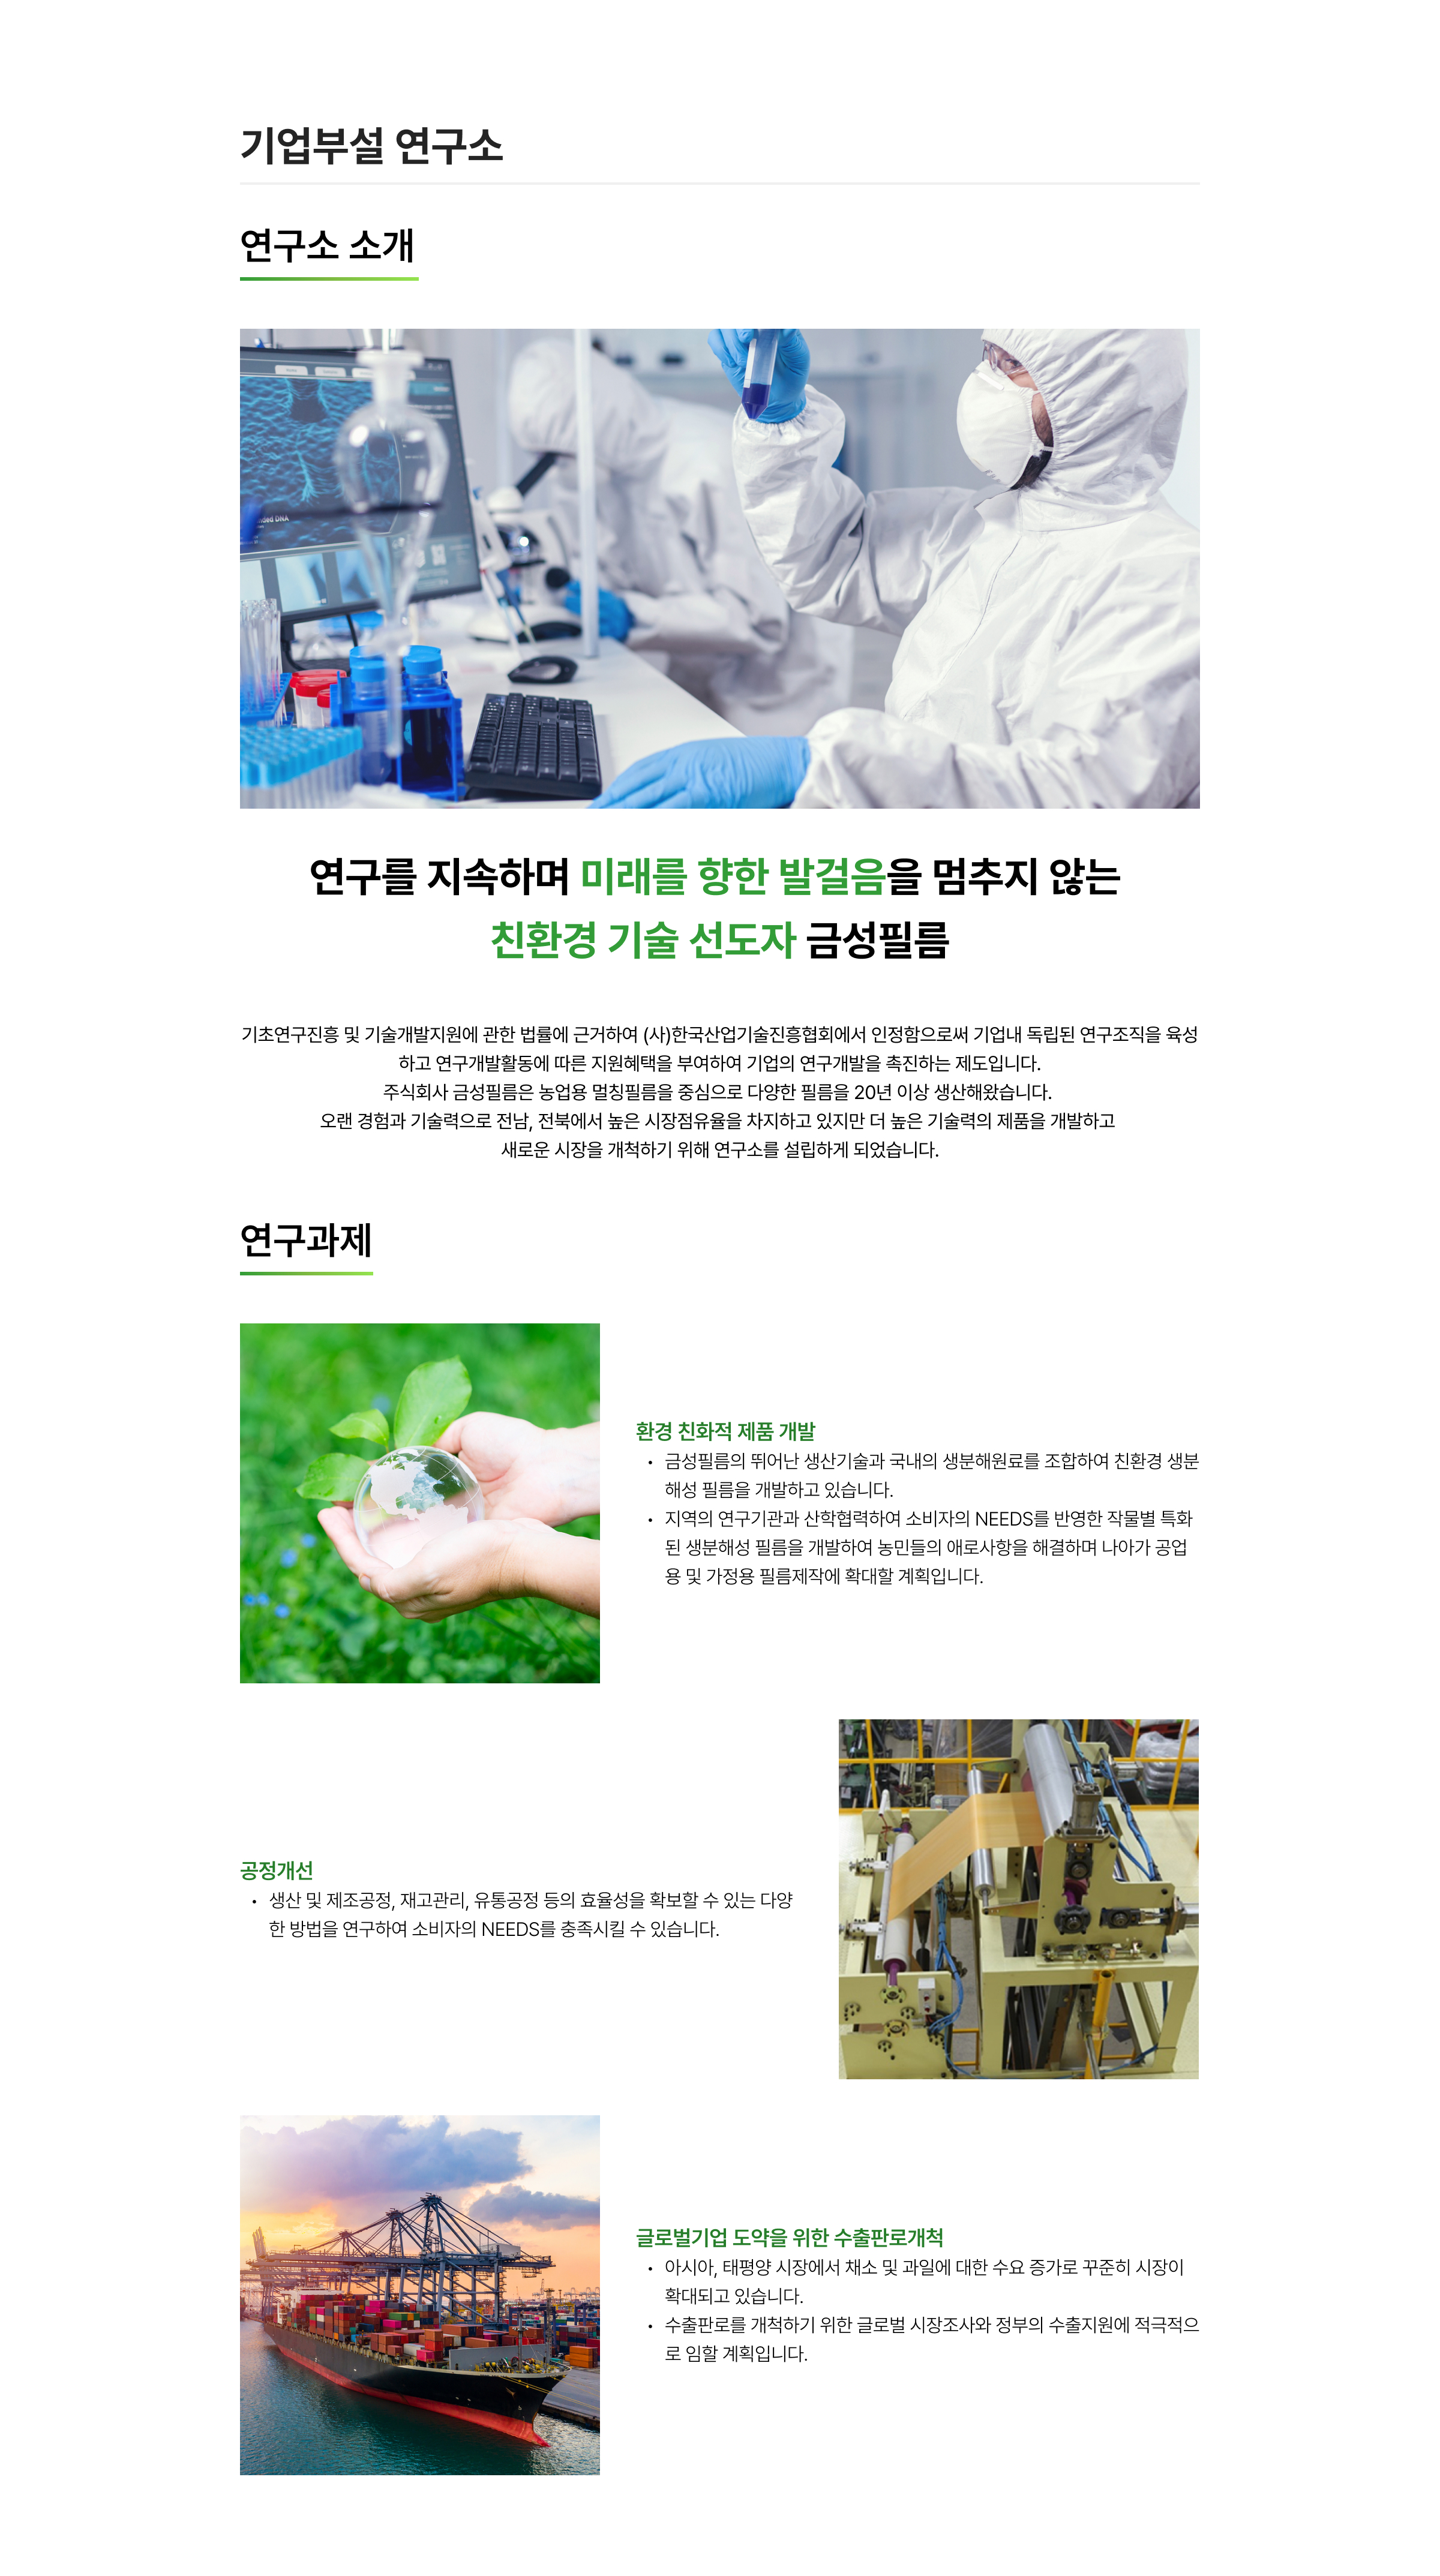 기업부설 연구소
연구소 소개
nded DNA
연구를 지속하며 미래를 향한 발걸음을 멈추지 않는
친환경 기술 선도자 금성필름
기초연구진흥 및 기술개발지원에 관한 법률에 근거하여 (사)한국산업기술진흥협회에서 인정함으로써 기업내 독립된 연구조직을 육성
하고 연구개발활동에 따른 지원혜택을 부여하여 기업의 연구개발을 촉진하는 제도입니다.
주식회사 금성필름은 농업용 멀칭필름을 중심으로 다양한 필름을 20년 이상 생산해왔습니다.
오랜 경험과 기술력으로 전남, 전북에서 높은 시장점유율을 차지하고 있지만 더 높은 기술력의 제품을 개발하고
새로운 시장을 개척하기 위해 연구소를 설립하게 되었습니다.
연구과제
환경 친화적 제품 개발
• 금성필름의 뛰어난 생산기술과 국내의 생분해원료를 조합하여 친환경 생분
해성 필름을 개발하고 있습니다.
• 지역의 연구기관과 산학협력하여 소비자의 NEEDS를 반영한 작물별 특화
된 생분해성 필름을 개발하여 농민들의 애로사항을 해결하며 나아가 공업
용 및 가정용 필름제작에 확대할 계획입니다.
공정개선
• 생산 및 제조공정, 재고관리, 유통공정 등의 효율성을 확보할 수 있는 다양
한 방법을 연구하여 소비자의 NEEDS를 충족시킬 수 있습니다.
글로벌기업 도약을 위한 수출판로개척
• 아시아, 태평양 시장에서 채소 및 과일에 대한 수요 증가로 꾸준히 시장이
확대되고 있습니다.
• 수출판로를 개척하기 위한 글로벌 시장조사와 정부의 수출지원에 적극적으
로 임할 계획입니다.